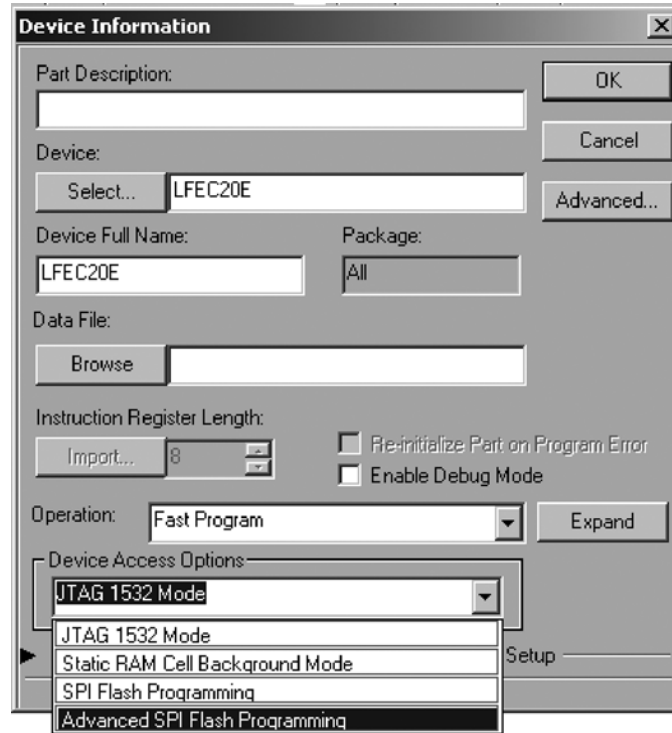 Device Information
Part Description:
OK
Cancel
Device:
Select...
LFEC20E
Advanced...
Device Full Name:
Package:
LFEC20E
All
Data File:
Browse
Instruction Register Length:
Import...
8
Re-initialize Part on Program Error
Enable Debug Mode
Operation:
Fast Program
Expand
Device Access Options
JTAG 1532 Mode
JTAG 1532 Mode
Static RAM Cell Background Mode
Setup
SPI Flash Programming
Advanced SPI Flash Programming